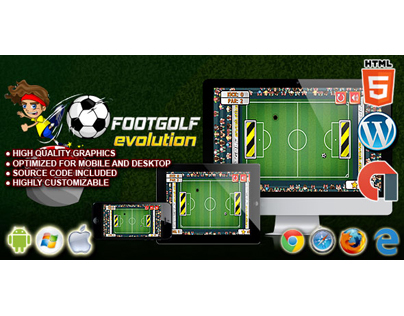 FOOTGOLF
evolution
• HIGH QUALITY GRAPHICS
• OPTIMIZED FOR MOBILE AND DESKTOP
• SOURCE CODE INCLUDED
• HIGHLY CUSTOMIZABLE
PAR: 2
HTML
5